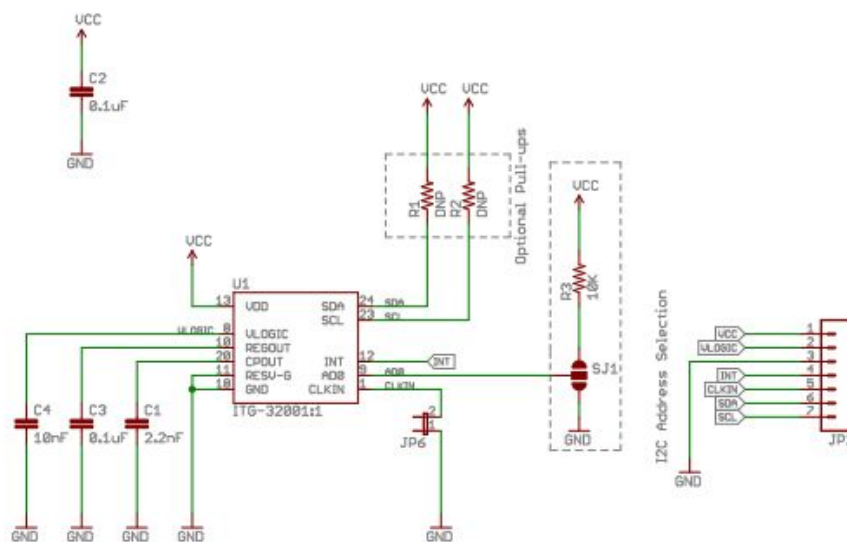 VCC
C2
0.1uF
GND
VCC
VCC
R1
DNP
R2
DNP
Optional Pull-ups
VCC
R3
10K
SJ1
GND
I2C Address Selection
VCC
U1
13
VDD
SDA
24
SDA
SCL
23
SCL
VLOGIC
8
VLOGIC
10
REGOUT
20
CPOUT
INT
12
INT
11
RESV-G
AD0
9
AD0
18
GND
CLKIN
1
CLKIN
ITG-32001:1
C4
10nF
C3
0.1uF
C1
2.2nF
2
1
JP6
GND
GND
GND
GND
GND
VCC
1
VLOGIC
2
3
INT
4
CLKIN
5
SDA
6
SCL
7
GND